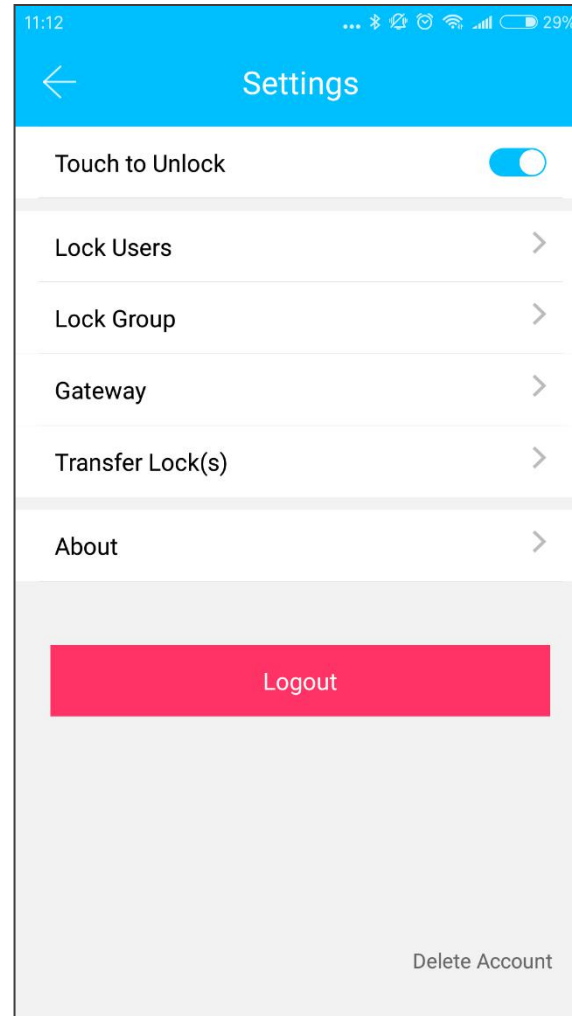 11:12 29%
Settings
Touch to Unlock
Lock Users
Lock Group
Gateway
Transfer Lock(s)
About
Logout
Delete Account